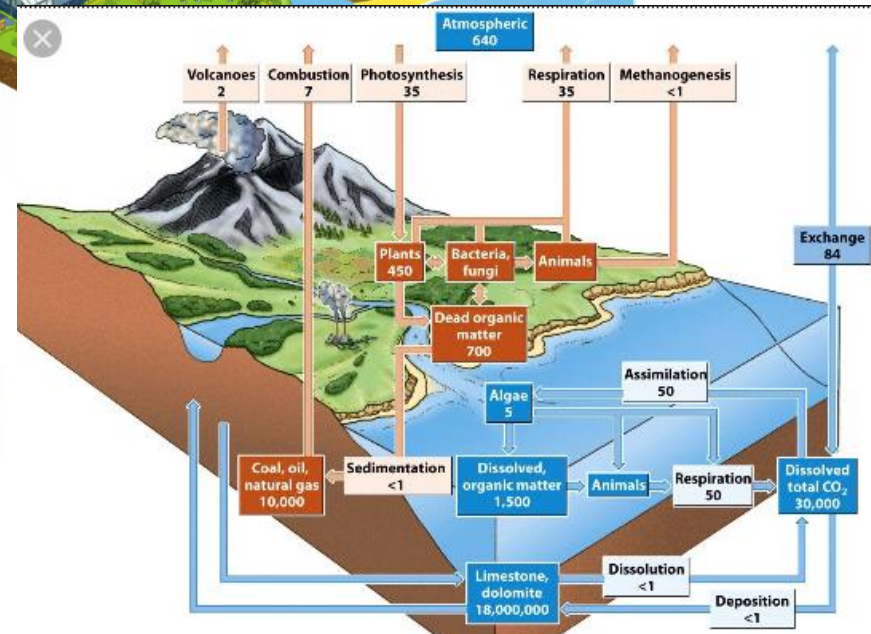 Atmospheric
640
Volcanoes
2
Combustion
7
Photosynthesis
35
Respiration
35
Methanogenesis
<1
Exchange
84
Plants
450
Bacteria,
fungi
Animals
Dead organic
matter
700
Assimilation
50
Algae
5
Coal, oil,
natural gas
10,000
Sedimentation
<1
Dissolved,
organic matter
1,500
Animals
Respiration
50
Dissolved
total CO₂
30,000
Limestone,
dolomite
18,000,000
Dissolution
<1
Deposition
<1